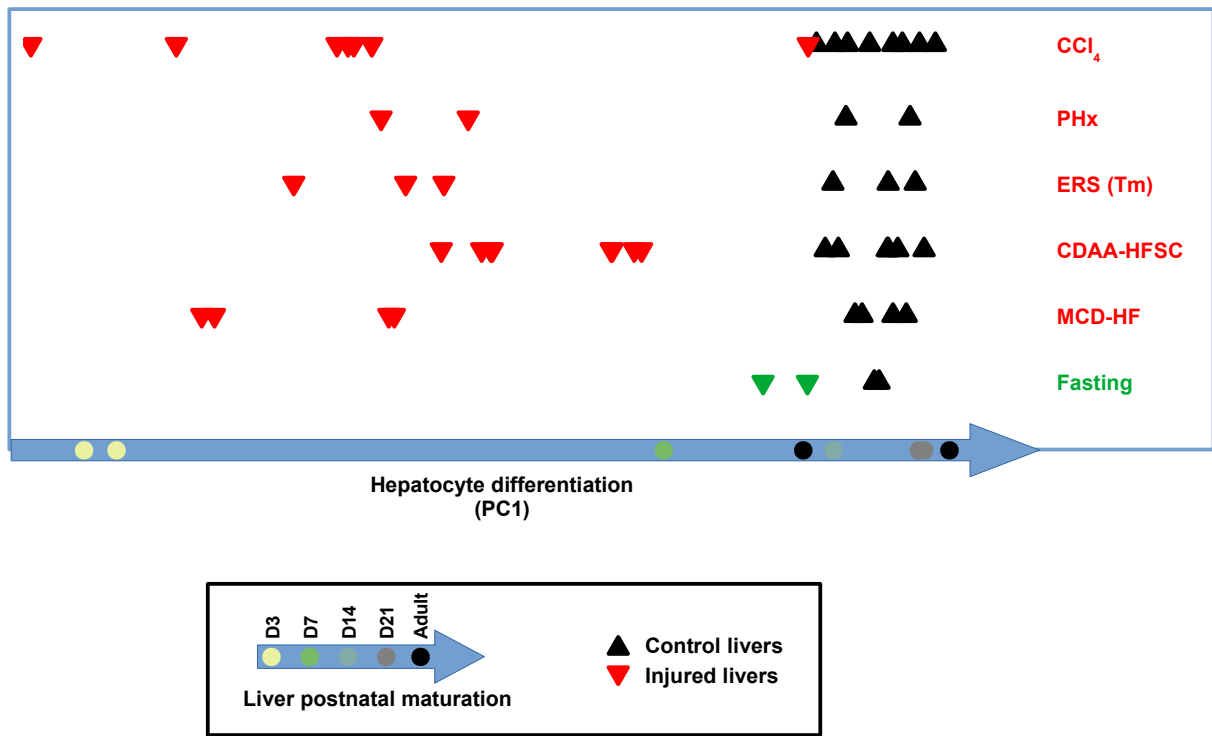 CCl₄
PHx
ERS (Tm)
CDAA-HFSC
MCD-HF
Fasting
Hepatocyte differentiation
(PC1)
D3
D7
D14
D21
Adult
Liver postnatal maturation
Control livers
Injured livers